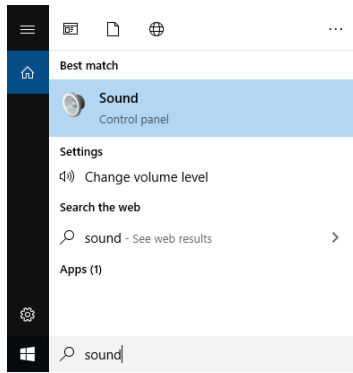 ...
Best match
Sound
Control panel
Settings
Change volume level
Search the web
sound - See web results
Apps (1)
sound